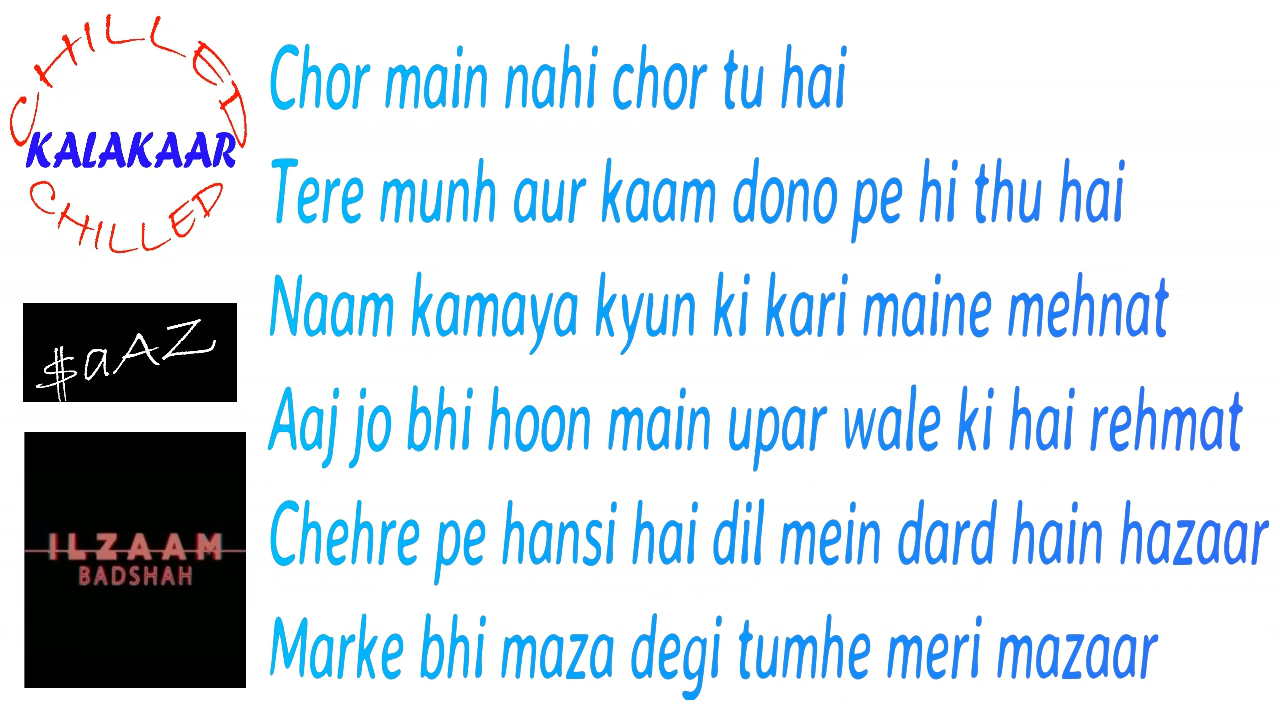 CHILLED
KALAKAAR
CHILLED
$aAZ
ILZAAM
BADSHAH
Chor main nahi chor tu hai
Tere munh aur kaam dono pe hi thu hai
Naam kamaya kyun ki kari maine mehnat
Aaj jo bhi hoon main upar wale ki hai rehmat
Chehre pe hansi hai dil mein dard hain hazaar
Marke bhi maza degi tumhe meri mazaar